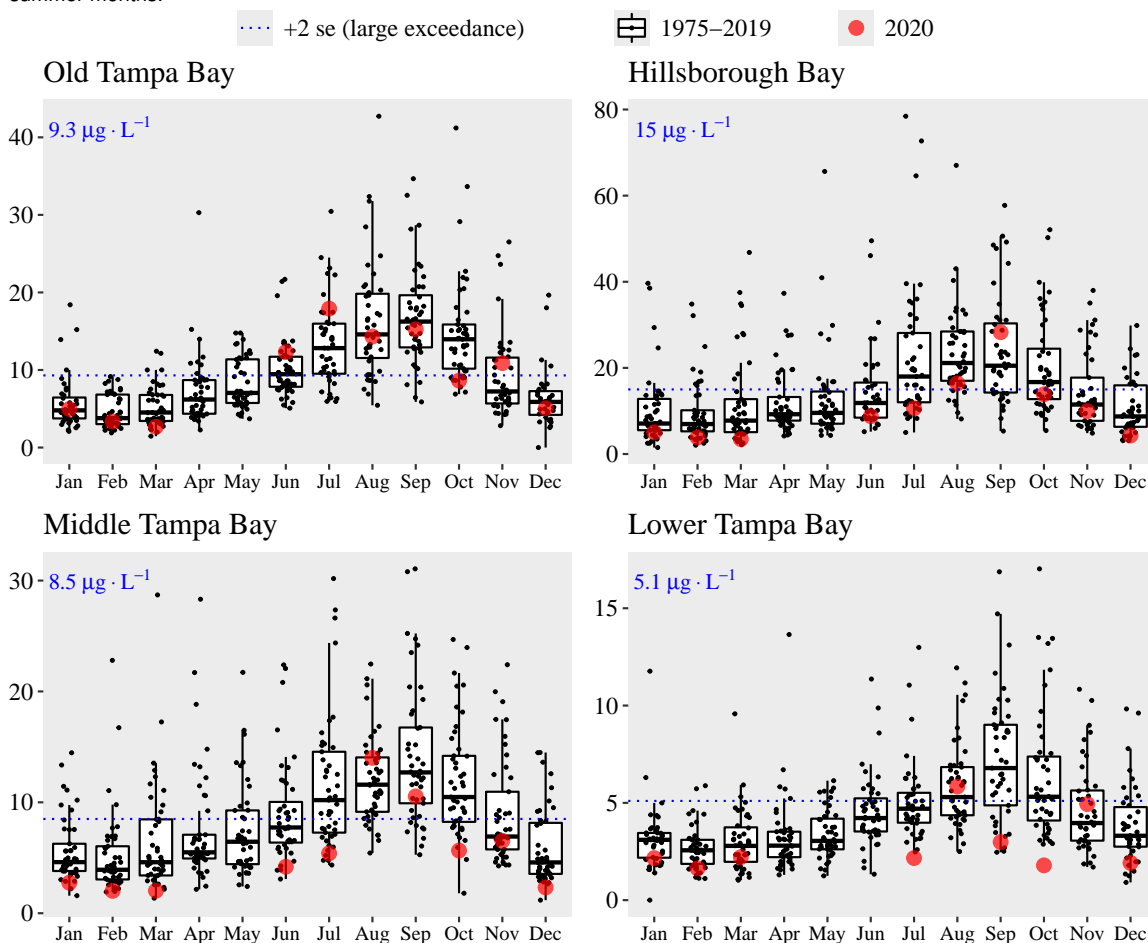 summer months.
+2 se (large exceedance) 1975−2019 2020
Old Tampa Bay
9.3 μg · L⁻¹
40
30
20
10
0
Jan Feb Mar Apr May Jun Jul Aug Sep Oct Nov Dec
Hillsborough Bay
15 μg · L⁻¹
80
60
40
20
0
Jan Feb Mar Apr May Jun Jul Aug Sep Oct Nov Dec
Middle Tampa Bay
8.5 μg · L⁻¹
30
20
10
0
Jan Feb Mar Apr May Jun Jul Aug Sep Oct Nov Dec
Lower Tampa Bay
5.1 μg · L⁻¹
15
10
5
0
Jan Feb Mar Apr May Jun Jul Aug Sep Oct Nov Dec